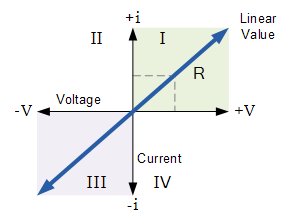 +i
Linear
Value
II
I
R
-V
Voltage
+V
Current
III
IV
-i